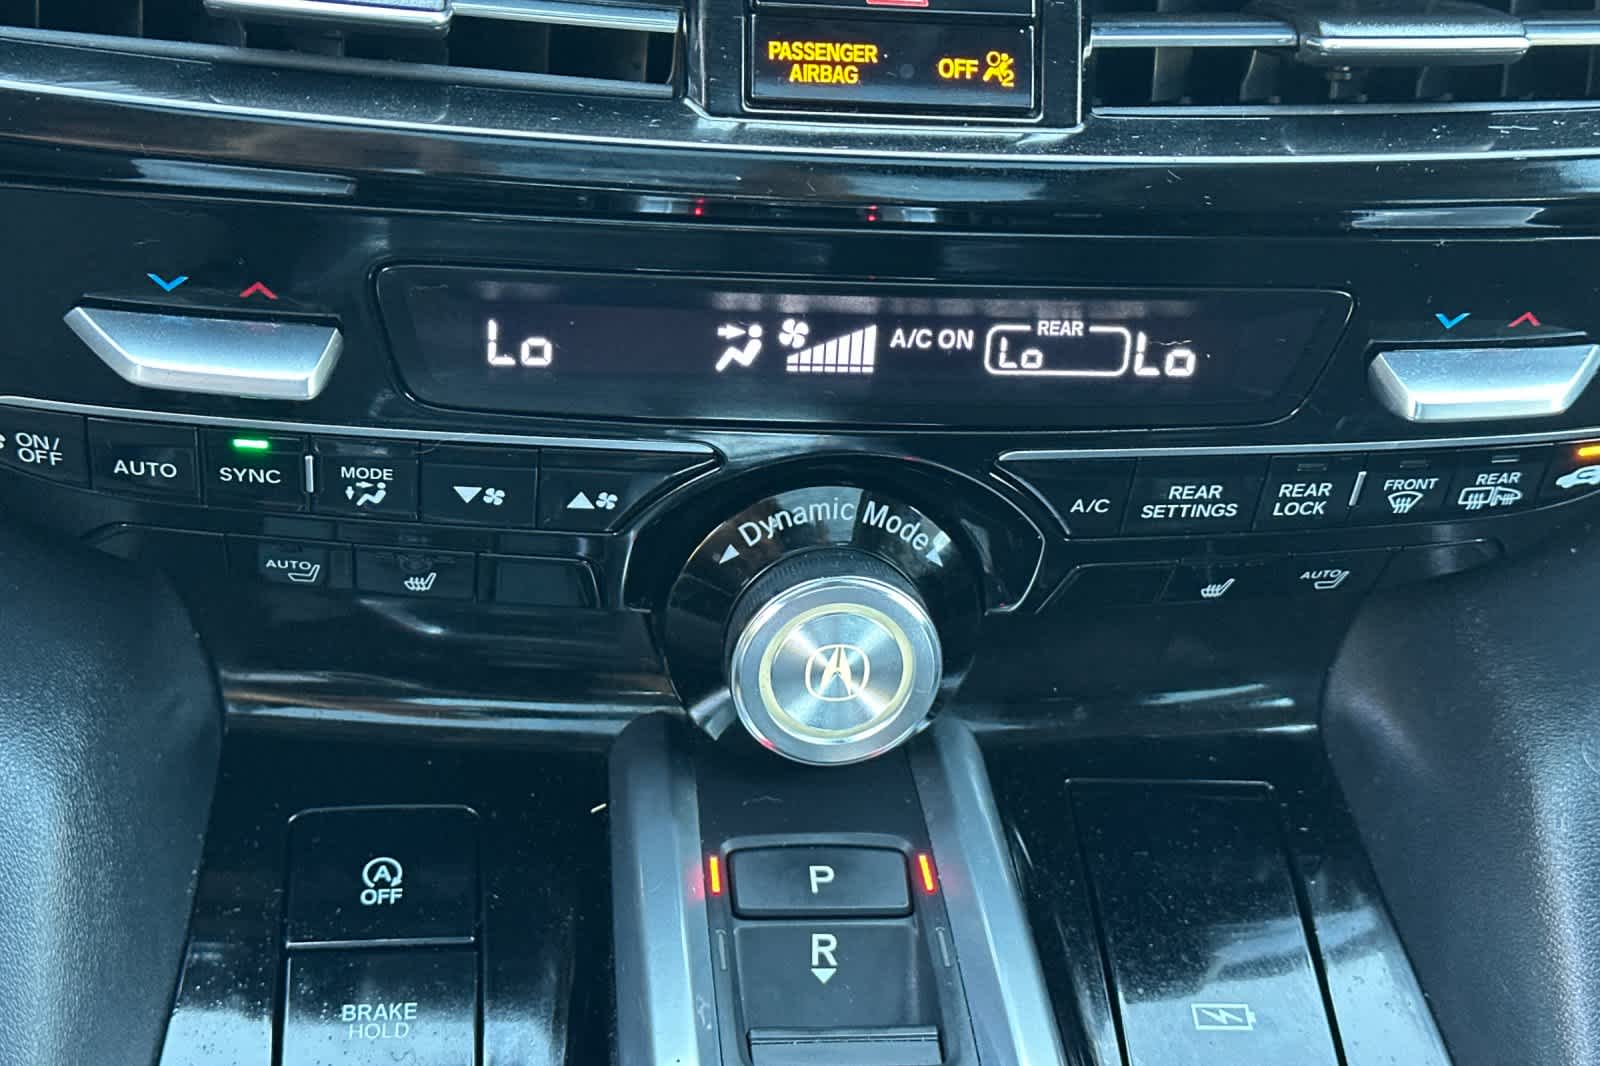 PASSENGER
AIRBAG
OFF
2
Lo
A/C ON
REAR
Lo
Lo
ON/
OFF
AUTO
SYNC
MODE
A/C
REAR
SETTINGS
REAR
LOCK
FRONT
REAR
Dynamic Mode
AUTO
AUTO
A
OFF
P
R
BRAKE
HOLD